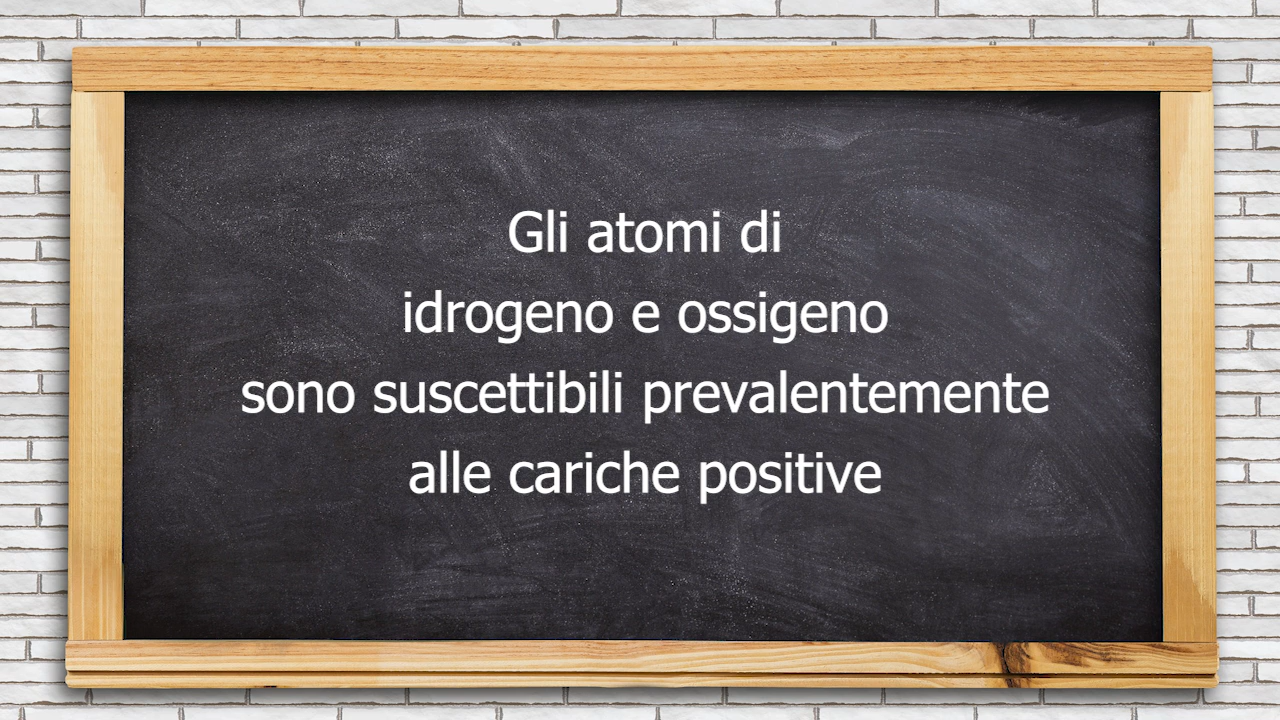 Gli atomi di
idrogeno e ossigeno
sono suscettibili prevalentemente
alle cariche positive